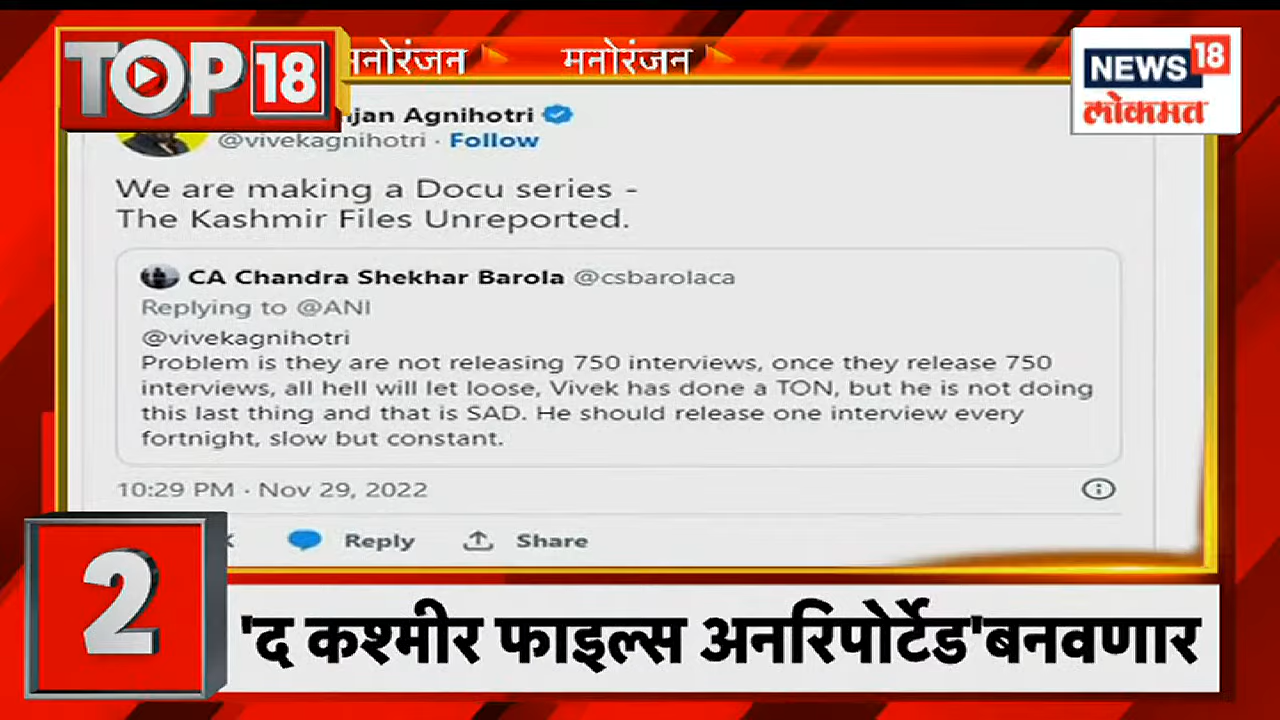 TOP 18
मनोरंजन मनोरंजन
NEWS 18
लोकमत
jan Agnihotri
@vivekagnihotri · Follow
We are making a Docu series -
The Kashmir Files Unreported.
CA Chandra Shekhar Barola @csbarolaca
Replying to @ANI
@vivekagnihotri
Problem is they are not releasing 750 interviews, once they release 750
interviews, all hell will let loose, Vivek has done a TON, but he is not doing
this last thing and that is SAD. He should release one interview every
fortnight, slow but constant.
10:29 PM · Nov 29, 2022
Reply Share
2
'द कश्मीर फाइल्स अनरिपोर्टेड'बनवणार